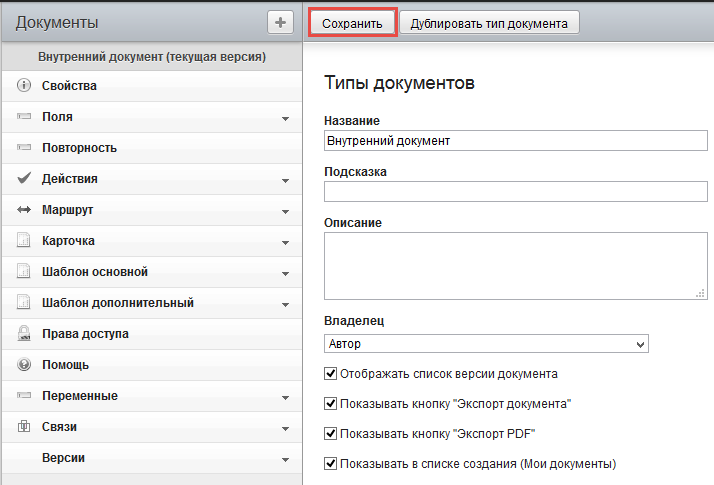 Документы
Внутренний документ (текущая версия)
Свойства
Поля
Повторность
Действия
Маршрут
Карточка
Шаблон основной
Шаблон дополнительный
Права доступа
Помощь
Переменные
Связи
Версии
Сохранить
Дублировать тип документа
Типы документов
Название
Внутренний документ
Подсказка
Описание
Владелец
Автор
Отображать список версии документа
Показывать кнопку "Экспорт документа"
Показывать кнопку "Экспорт PDF"
Показывать в списке создания (Мои документы)